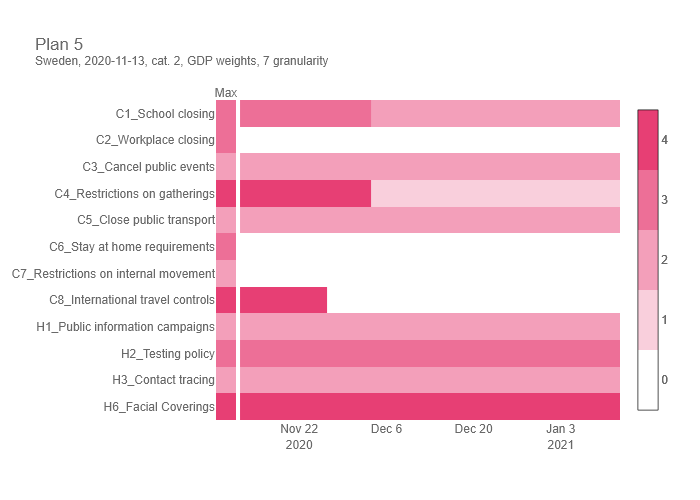 Plan 5
Sweden, 2020-11-13, cat. 2, GDP weights, 7 granularity
Max
C1_School closing
C2_Workplace closing
C3_Cancel public events
C4_Restrictions on gatherings
C5_Close public transport
C6_Stay at home requirements
C7_Restrictions on internal movement
C8_International travel controls
H1_Public information campaigns
H2_Testing policy
H3_Contact tracing
H6_Facial Coverings
4
3
2
1
0
Nov 22 Dec 6 Dec 20 Jan 3
2020 2021